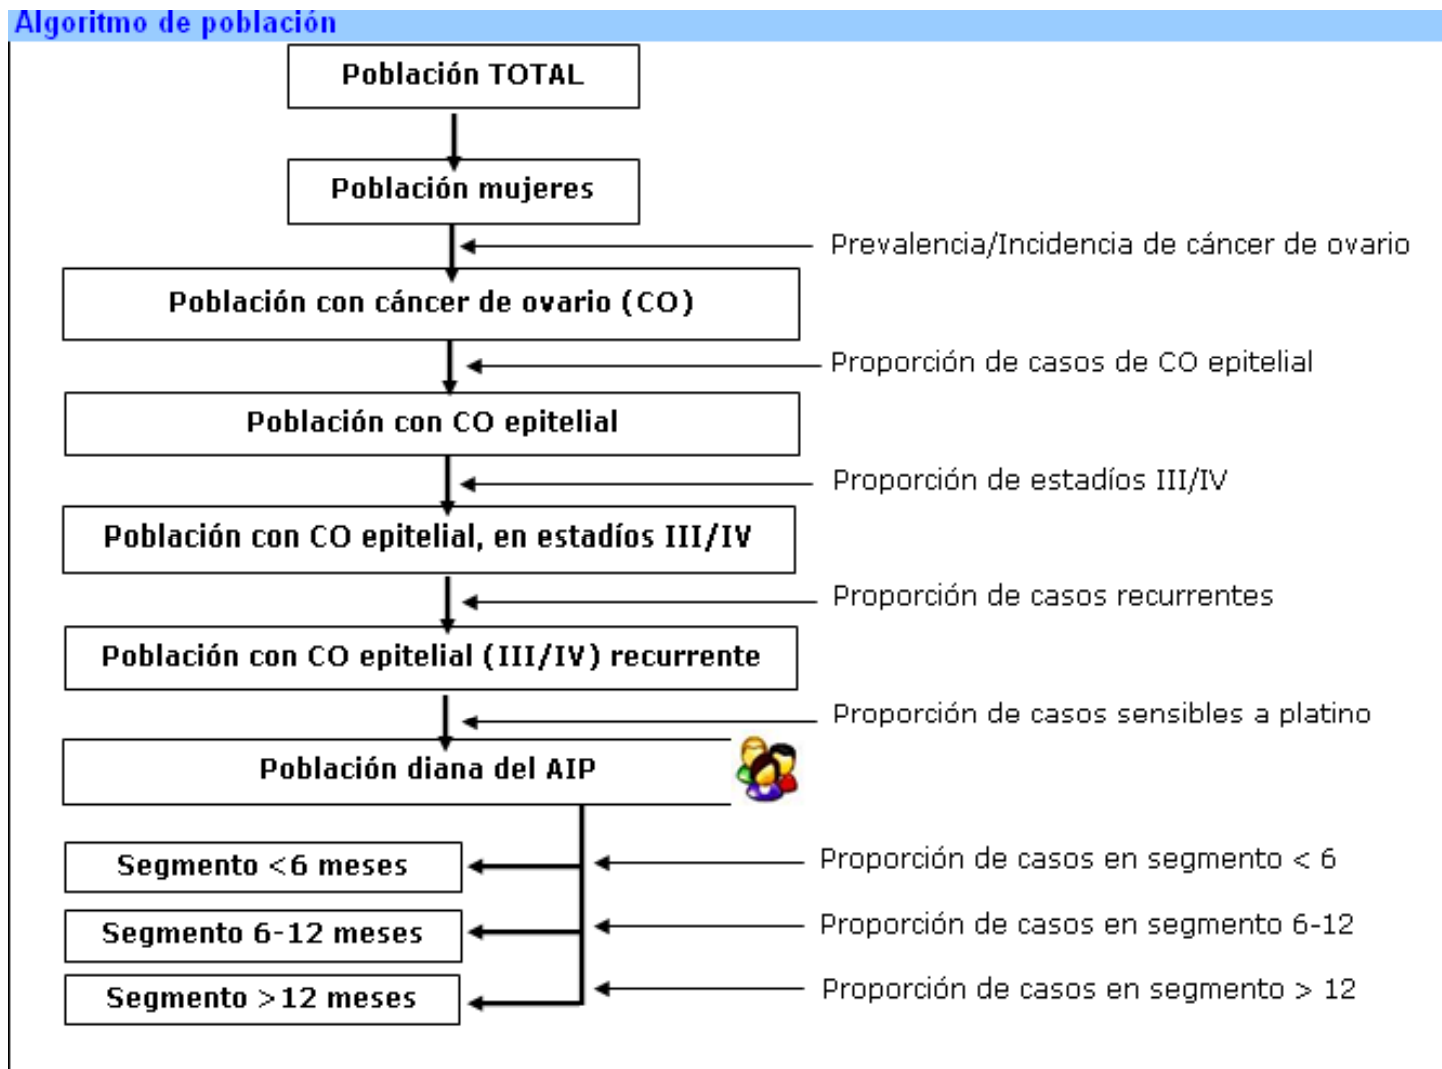 Algoritmo de población
Población TOTAL
Población mujeres
Prevalencia/Incidencia de cáncer de ovario
Población con cáncer de ovario (CO)
Proporción de casos de CO epitelial
Población con CO epitelial
Proporción de estadíos III/IV
Población con CO epitelial, en estadíos III/IV
Proporción de casos recurrentes
Población con CO epitelial (III/IV) recurrente
Proporción de casos sensibles a platino
Población diana del AIP
Segmento <6 meses
Proporción de casos en segmento < 6
Segmento 6-12 meses
Proporción de casos en segmento 6-12
Segmento >12 meses
Proporción de casos en segmento > 12